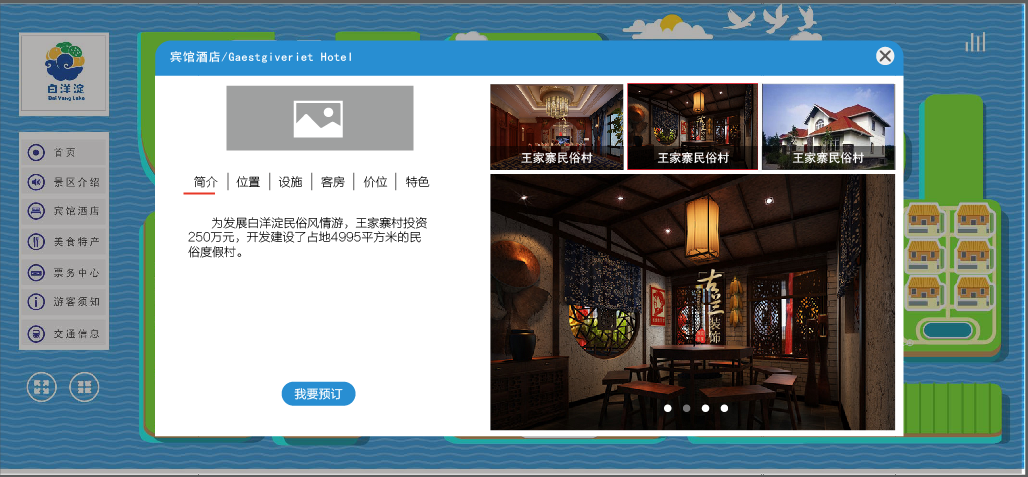 白洋淀
Bai Yang Lake
首页
景区介绍
宾馆酒店
美食特产
票务中心
游客须知
交通信息
宾馆酒店/Gaestgiveriet Hotel
简介 位置 设施 客房 价位 特色
为发展白洋淀民俗风情游，王家寨村投资
250万元，开发建设了占地4995平方米的民
俗度假村。
我要预订
王家寨民俗村
王家寨民俗村
王家寨民俗村
古兰
装饰